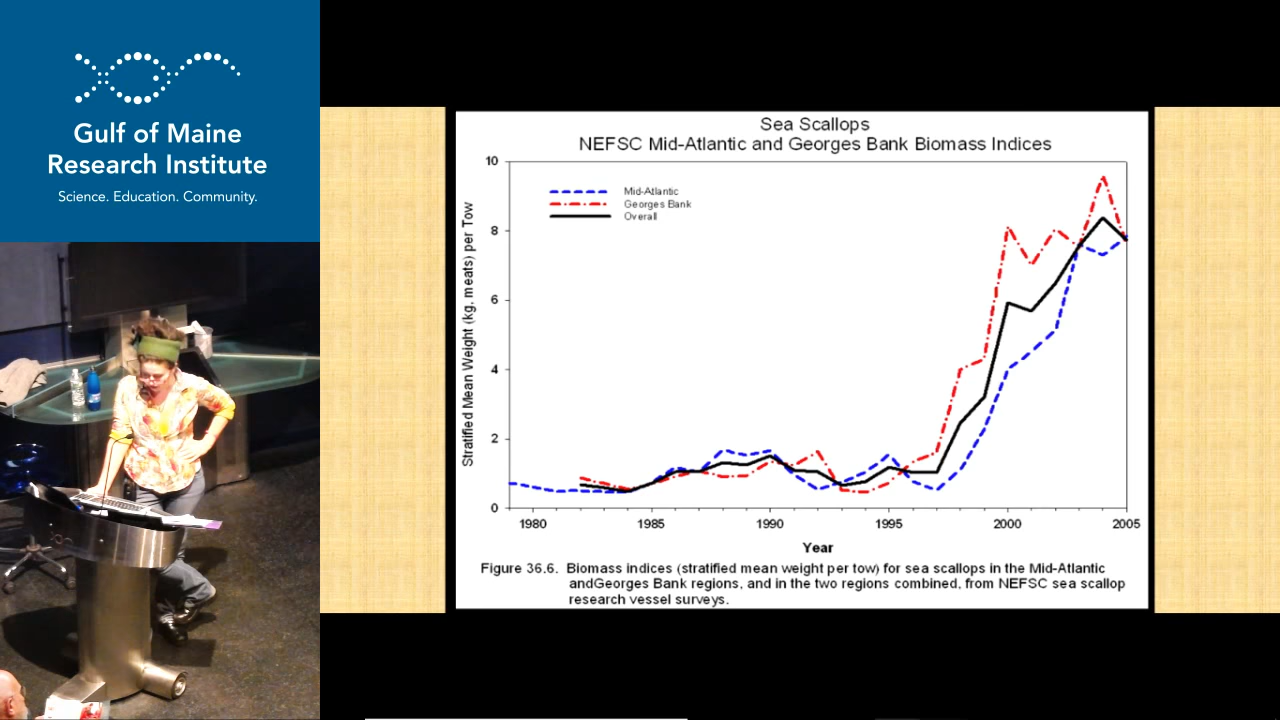 Gulf of Maine
Research Institute
Science. Education. Community.
Sea Scallops
NEFSC Mid-Atlantic and Georges Bank Biomass Indices
10
8
6
4
2
0
Stratified Mean Weight (kg. meats) per Tow
Mid-Atlantic
Georges Bank
Overall
1980 1985 1990 1995 2000 2005
Year
Figure 36.6. Biomass indices (stratified mean weight per tow) for sea scallops in the Mid-Atlantic
andGeorges Bank regions, and in the two regions combined, from NEFSC sea scallop
research vessel surveys.